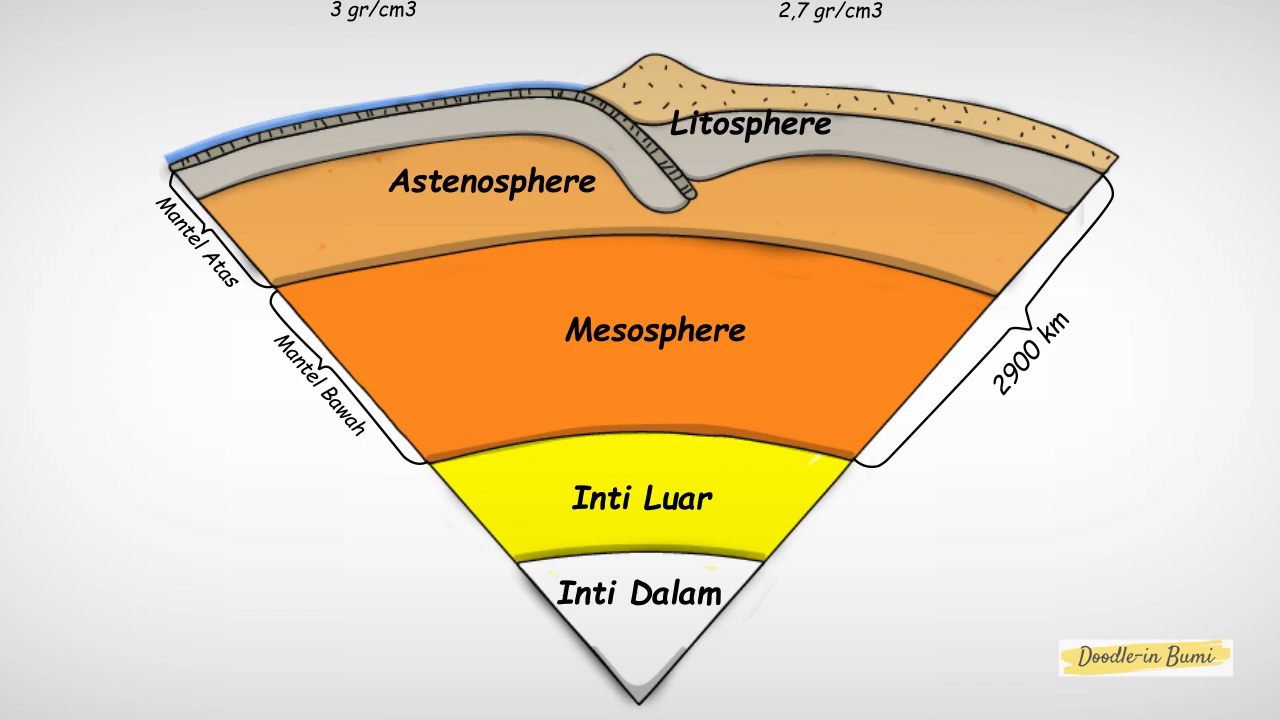 3 gr/cm3
2,7 gr/cm3
Litosphere
Astenosphere
Mantel Atas
Mesosphere
Mantel Bawah
2900 km
Inti Luar
Inti Dalam
Doodle-in Bumi